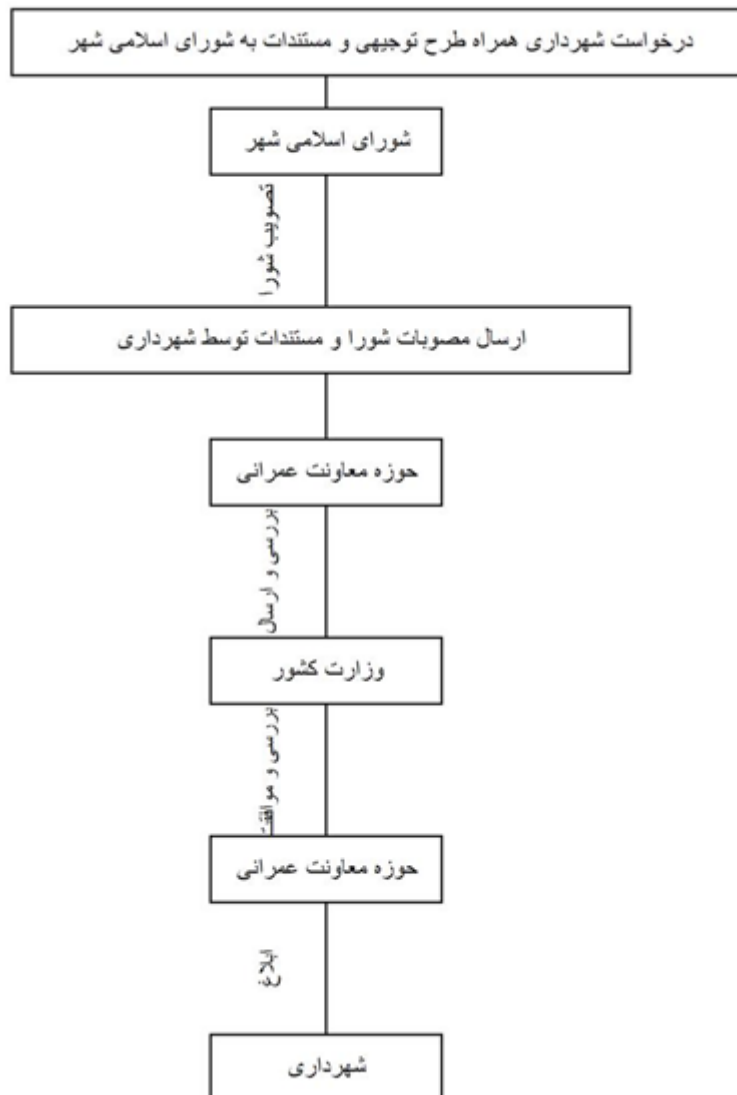 درخواست شهرداری همراه طرح توجیهی و مستندات به شورای اسلامی شهر
شورای اسلامی شهر
تصویب شورا
ارسال مصوبات شورا و مستندات توسط شهرداری
حوزه معاونت عمرانی
بررسی و ارسال
وزارت کشور
بررسی و موافقت
حوزه معاونت عمرانی
ابلاغ
شهرداری